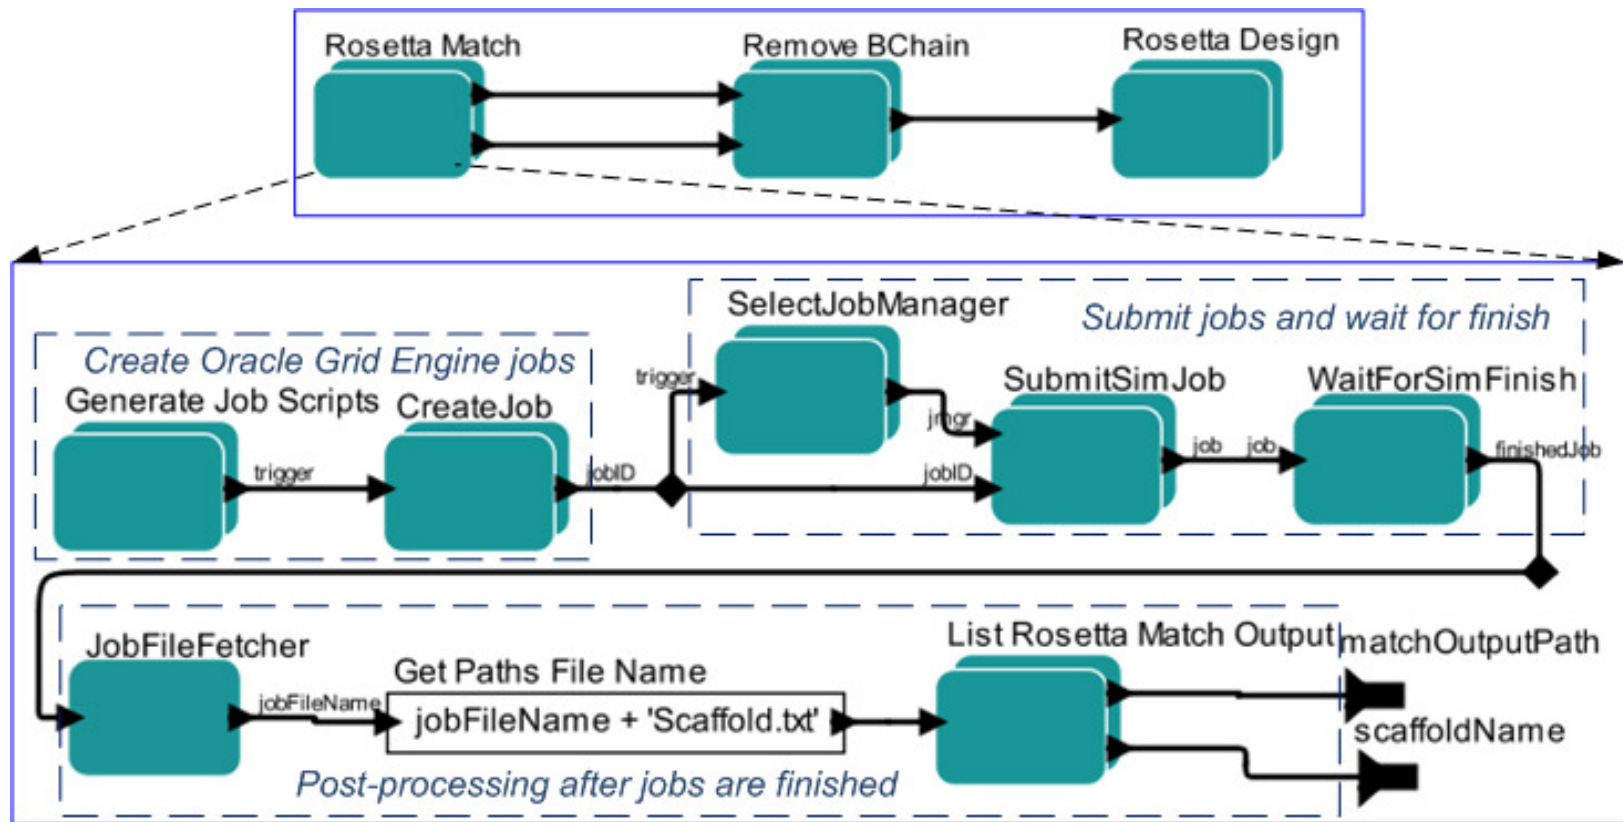 Rosetta Match
Remove BChain
Rosetta Design
SelectJobManager
Submit jobs and wait for finish
Create Oracle Grid Engine jobs
Generate Job Scripts
CreateJob
trigger
SubmitSimJob
WaitForSimFinish
jmgr
trigger
jobID
jobID
job
job
finishedJob
JobFileFetcher
Get Paths File Name
List Rosetta Match Output
matchOutputPath
jobFileName
jobFileName + 'Scaffold.txt'
scaffoldName
Post-processing after jobs are finished